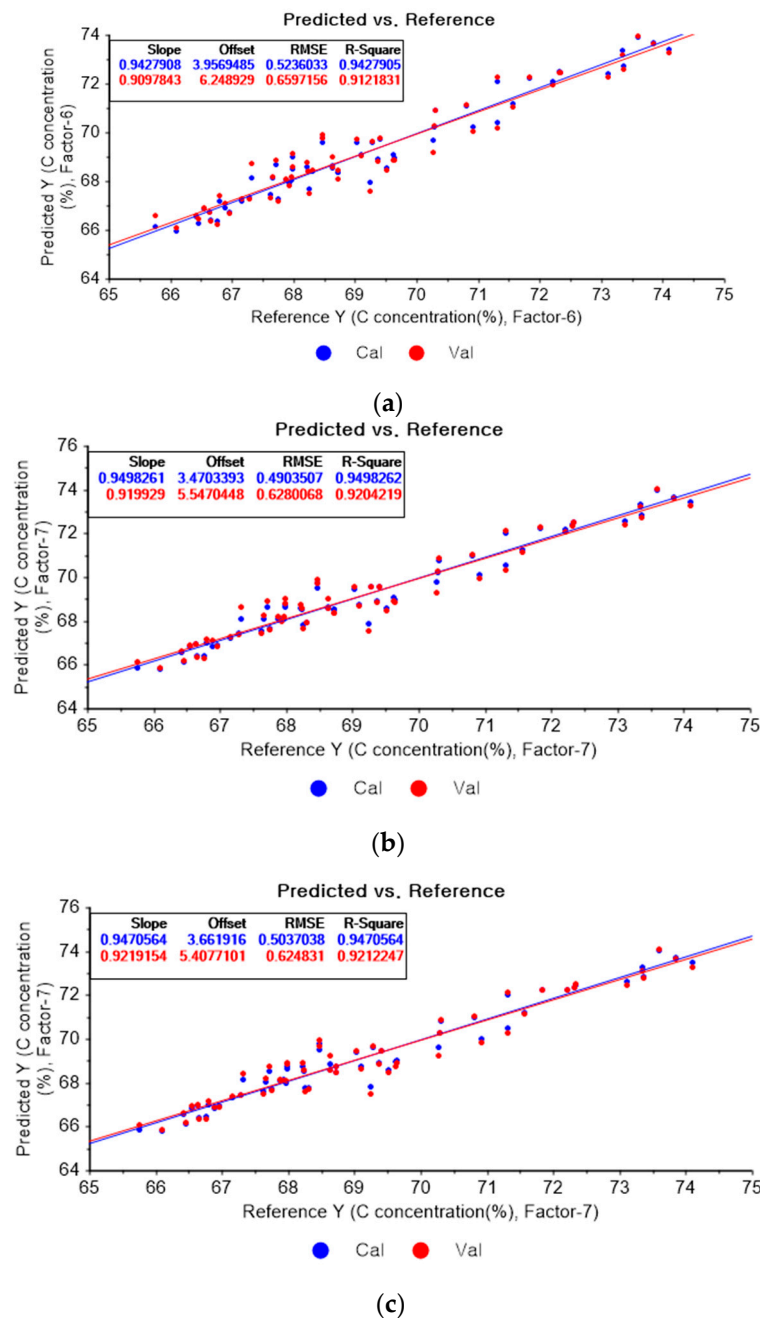 Predicted vs. Reference
Slope Offset RMSE R-Square
0.9427908 3.9569485 0.5236033 0.9427905
0.9097843 6.248929 0.6597156 0.9121831
74
72
70
68
66
64
Predicted Y (C concentration
(%), Factor-6)
65 66 67 68 69 70 71 72 73 74 75
Reference Y (C concentration(%), Factor-6)
Cal Val
(a)
Predicted vs. Reference
Slope Offset RMSE R-Square
0.9498261 3.4703393 0.4903507 0.9498262
0.919929 5.5470448 0.6280068 0.9204219
76
74
72
70
68
66
64
Predicted Y (C concentration
(%), Factor-7)
65 66 67 68 69 70 71 72 73 74 75
Reference Y (C concentration(%), Factor-7)
Cal Val
(b)
Predicted vs. Reference
Slope Offset RMSE R-Square
0.9470564 3.661916 0.5037038 0.9470564
0.9219154 5.4077101 0.624831 0.9212247
76
74
72
70
68
66
64
Predicted Y (C concentration
(%), Factor-7)
65 66 67 68 69 70 71 72 73 74 75
Reference Y (C concentration(%), Factor-7)
Cal Val
(c)